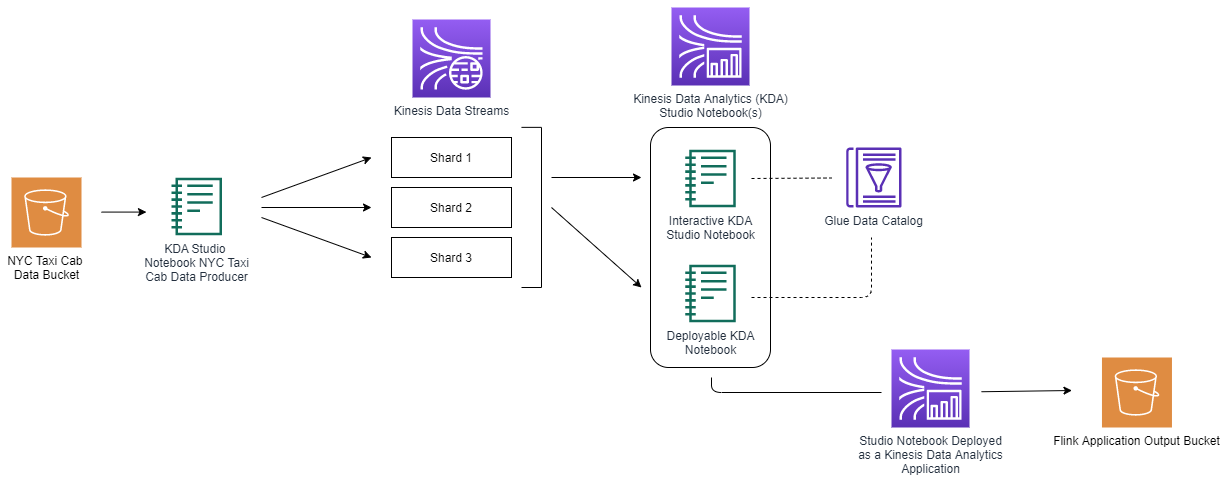 Kinesis Data Streams
Kinesis Data Analytics (KDA)
Studio Notebook(s)
Shard 1
Shard 2
Shard 3
NYC Taxi Cab
Data Bucket
KDA Studio
Notebook NYC Taxi
Cab Data Producer
Interactive KDA
Studio Notebook
Glue Data Catalog
Deployable KDA
Notebook
Studio Notebook Deployed
as a Kinesis Data Analytics
Application
Flink Application Output Bucket